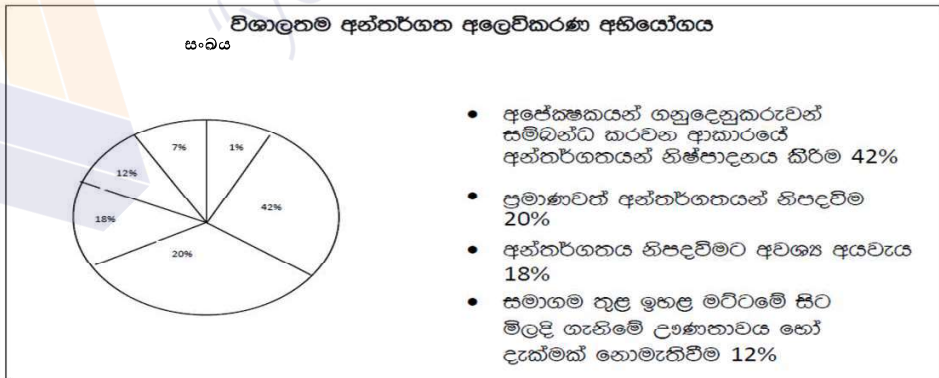 විශාලතම අන්තර්ගත අලෙවිකරණ අභියෝගය
සංඛ්‍ය
7%
1%
12%
42%
18%
20%
• අපේක්ෂකයන් ගනුදෙනුකරුවන්
සම්බන්ධ කරවන ආකාරයේ
අන්තර්ගතයන් නිෂ්පාදනය කිරීම 42%
• ප්‍රමාණවත් අන්තර්ගතයන් නිපදවීම
20%
• අන්තර්ගතය නිපදවීමට අවශ්‍ය අයවැය
18%
• සමාගම තුළ ඉහළ මට්ටමේ සිට
මිලදි ගැනීමේ ඌණතාවය හෝ
දැක්මක් නොමැතිවීම 12%